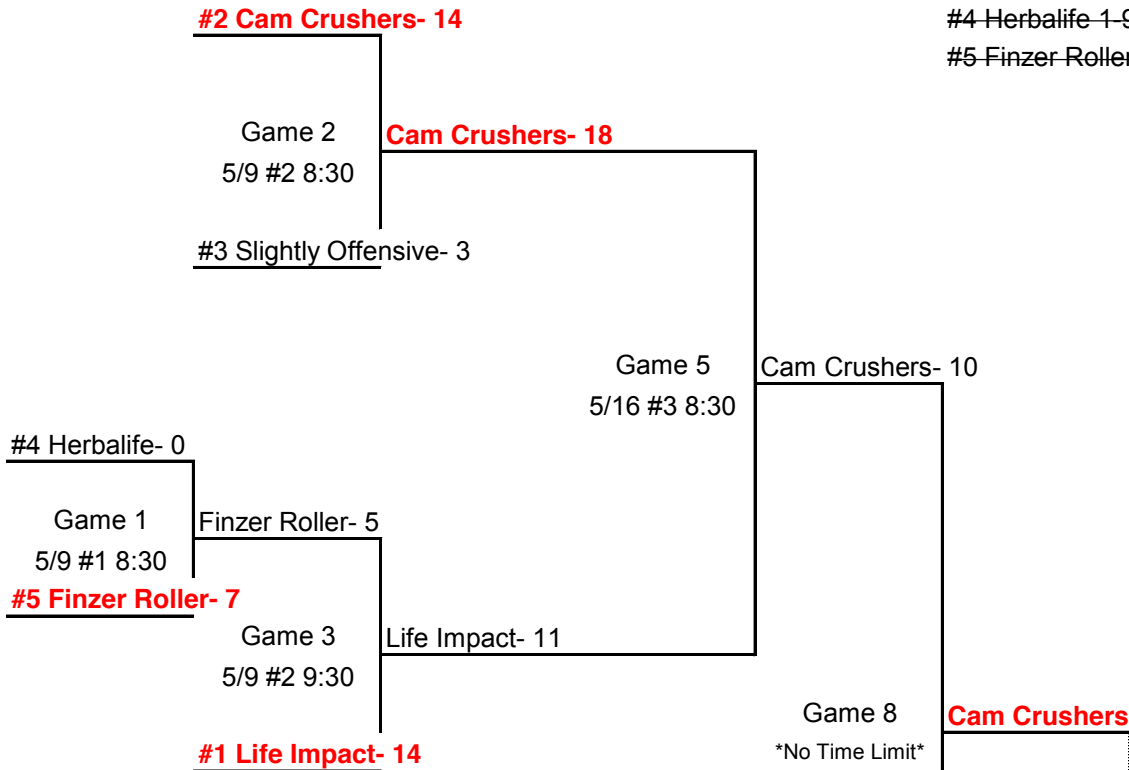 #2 Cam Crushers- 14
#4 Herbalife 1-9
#5 Finzer Roller
Game 2
Cam Crushers- 18
5/9 #2 8:30
#3 Slightly Offensive- 3
Game 5
Cam Crushers- 10
5/16 #3 8:30
#4 Herbalife- 0
Game 1
Finzer Roller- 5
5/9 #1 8:30
#5 Finzer Roller- 7
Game 3
Life Impact- 11
5/9 #2 9:30
Game 8
Cam Crushers
*No Time Limit*
#1 Life Impact- 14